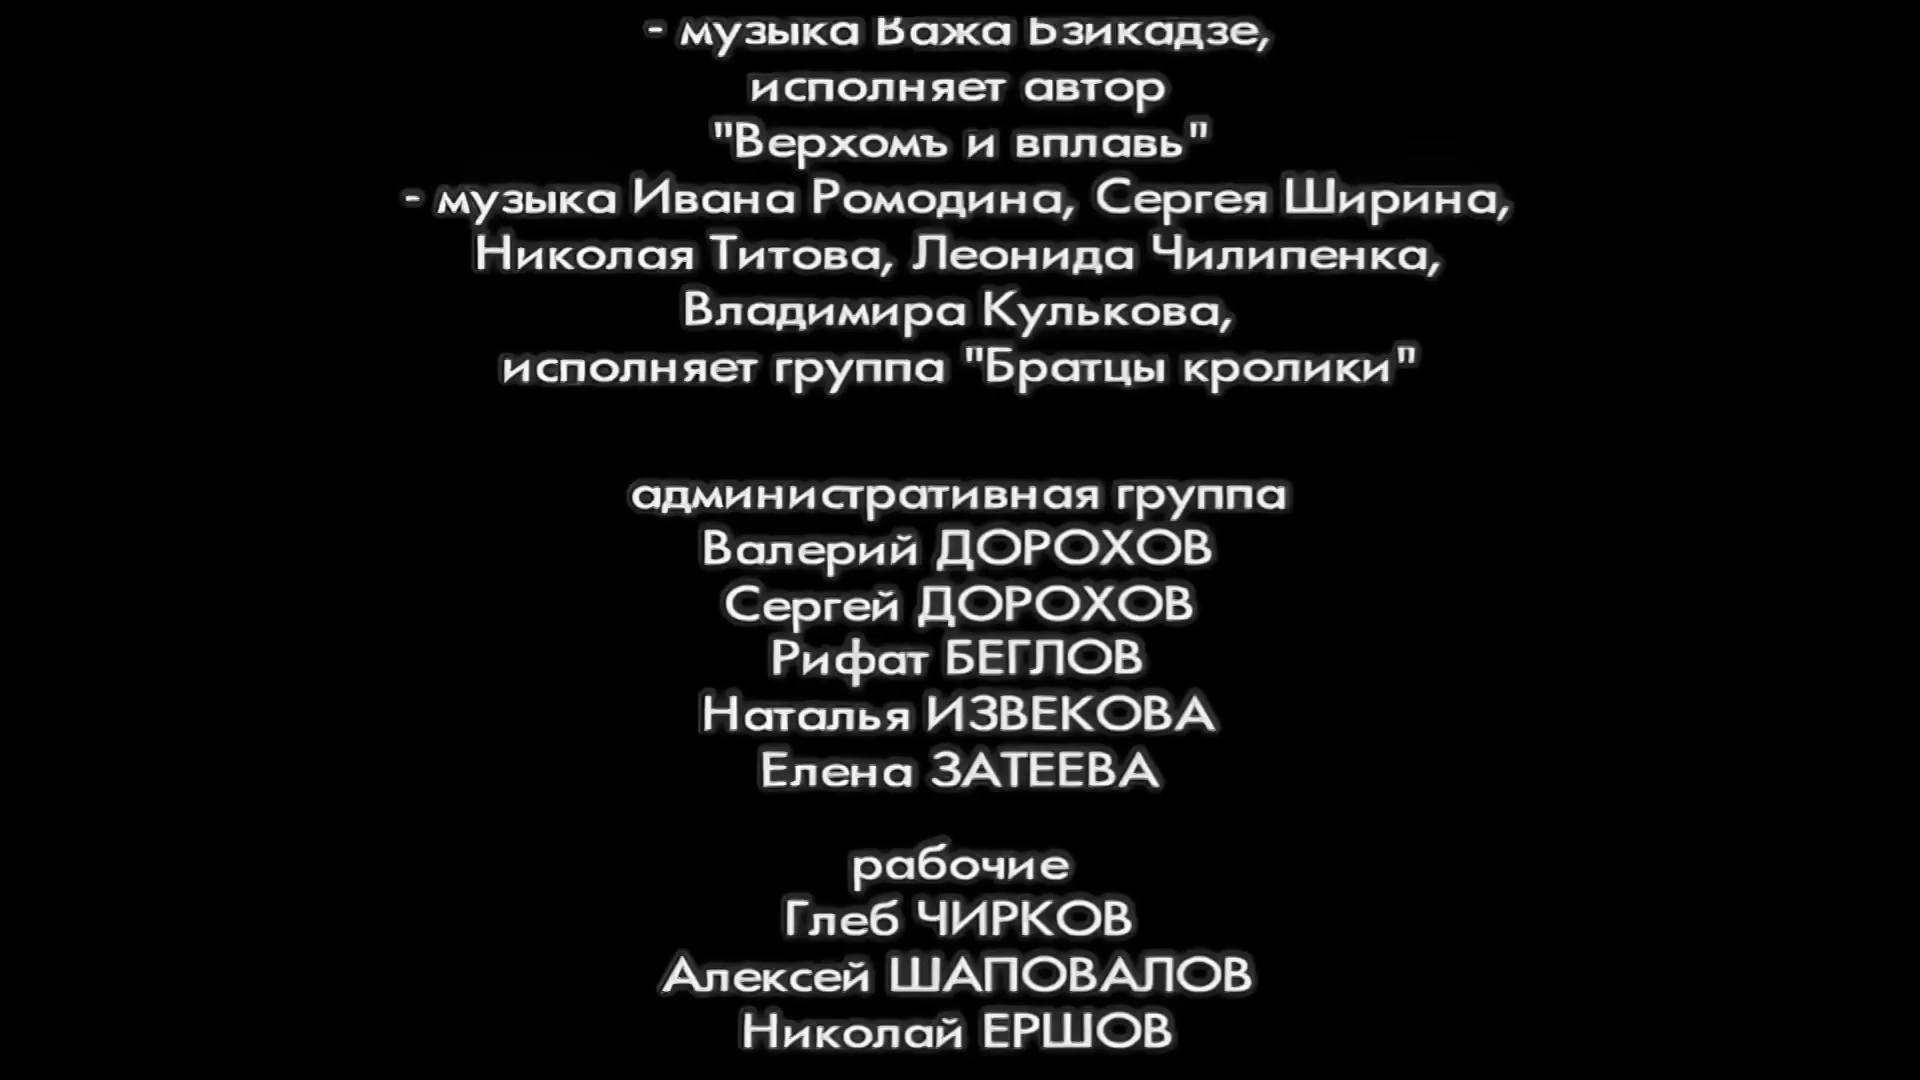 - музыка Важа Бзикадзе,
исполняет автор
"Верхомъ и вплавь"
- музыка Ивана Ромодина, Сергея Ширина,
Николая Титова, Леонида Чилипенка,
Владимира Кулькова,
исполняет группа "Братцы кролики"
административная группа
Валерий ДОРОХОВ
Сергей ДОРОХОВ
Рифат БЕГЛОВ
Наталья ИЗВЕКОВА
Елена ЗАТЕЕВА
рабочие
Глеб ЧИРКОВ
Алексей ШАПОВАЛОВ
Николай ЕРШОВ